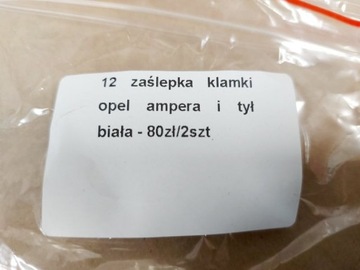 12 zaślepka klamki
opel ampera i tył
biała - 80zł/2szt